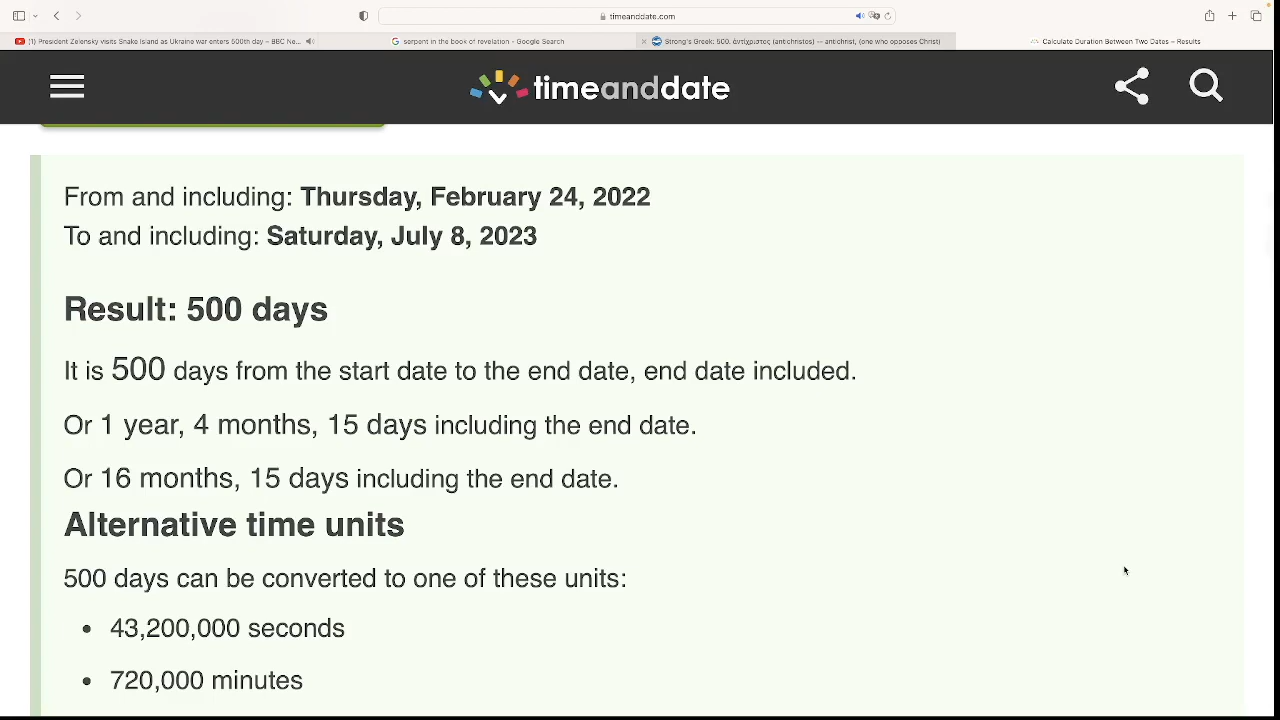 timeanddate.com
(1) President Zelensky visits Snake Island as Ukraine war enters 500th day – BBC Ne...
serpent in the book of revelation - Google Search
Strong's Greek: 500. ἀντίχριστος (antichristos) — antichrist, (one who opposes Christ)
Calculate Duration Between Two Dates – Results
timeanddate
From and including: Thursday, February 24, 2022
To and including: Saturday, July 8, 2023
Result: 500 days
It is 500 days from the start date to the end date, end date included.
Or 1 year, 4 months, 15 days including the end date.
Or 16 months, 15 days including the end date.
Alternative time units
500 days can be converted to one of these units:
• 43,200,000 seconds
• 720,000 minutes